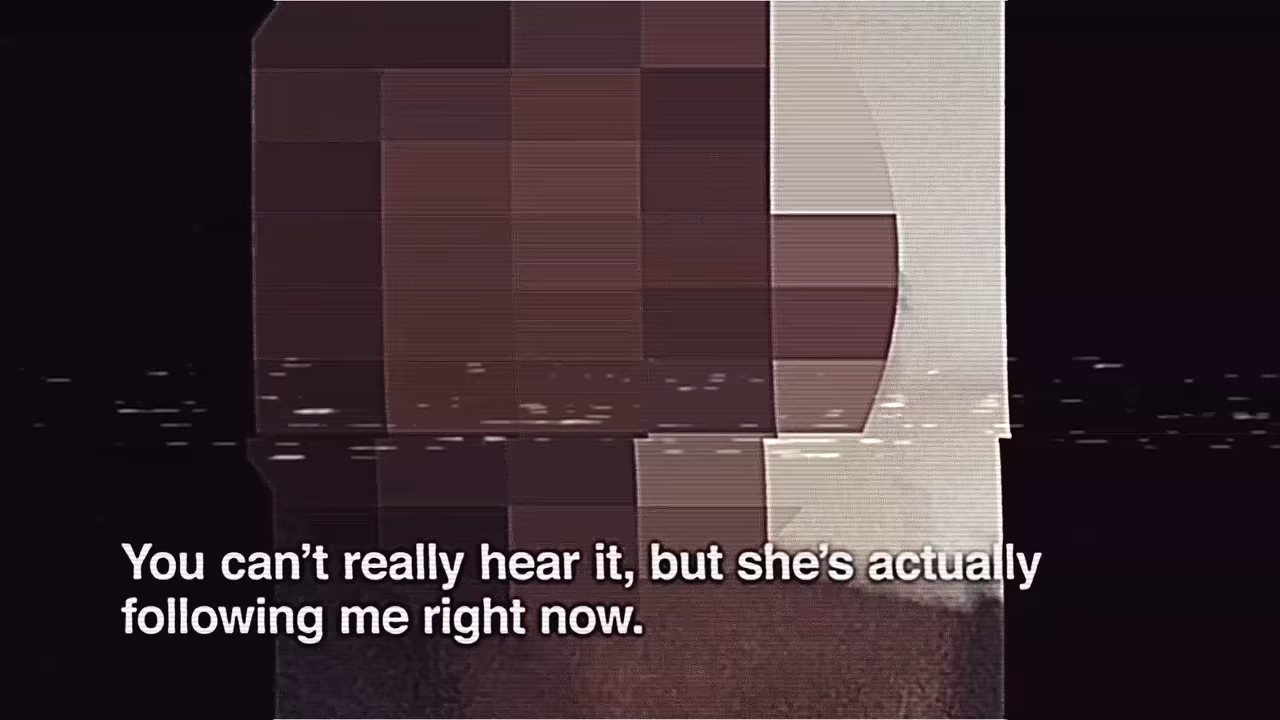 You can’t really hear it, but she’s actually
following me right now.